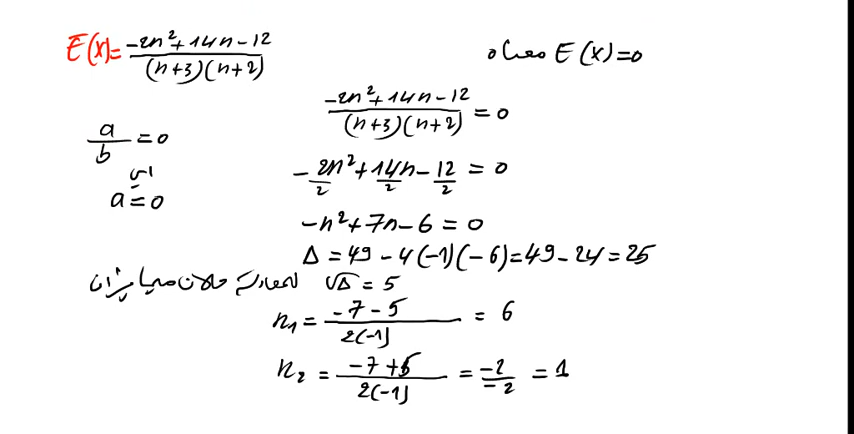 E(X)= (-2n²+14n-12)/((n+3)(n+2))
معناه E(X)=0
(-2n²+14n-12)/((n+3)(n+2)) = 0
a/b = 0
-2n²/2 + 14n/2 - 12/2 = 0
a = 0
-n²+7n-6 = 0
Δ = 49-4(-1)(-6)=49-24=25
للمعادلة حلان متمايزان √Δ = 5
n₁ = (-7-5)/(2(-1)) = 6
n₂ = (-7+5)/(2(-1)) = -2/-2 = 1